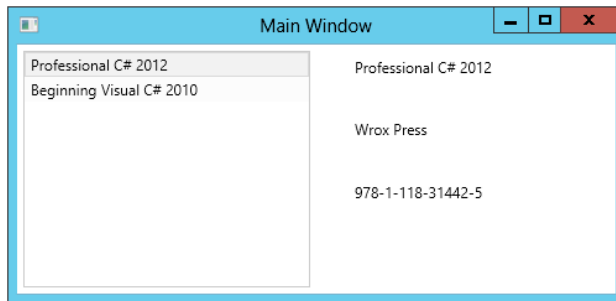 Main Window
Professional C# 2012
Beginning Visual C# 2010
Professional C# 2012
Wrox Press
978-1-118-31442-5